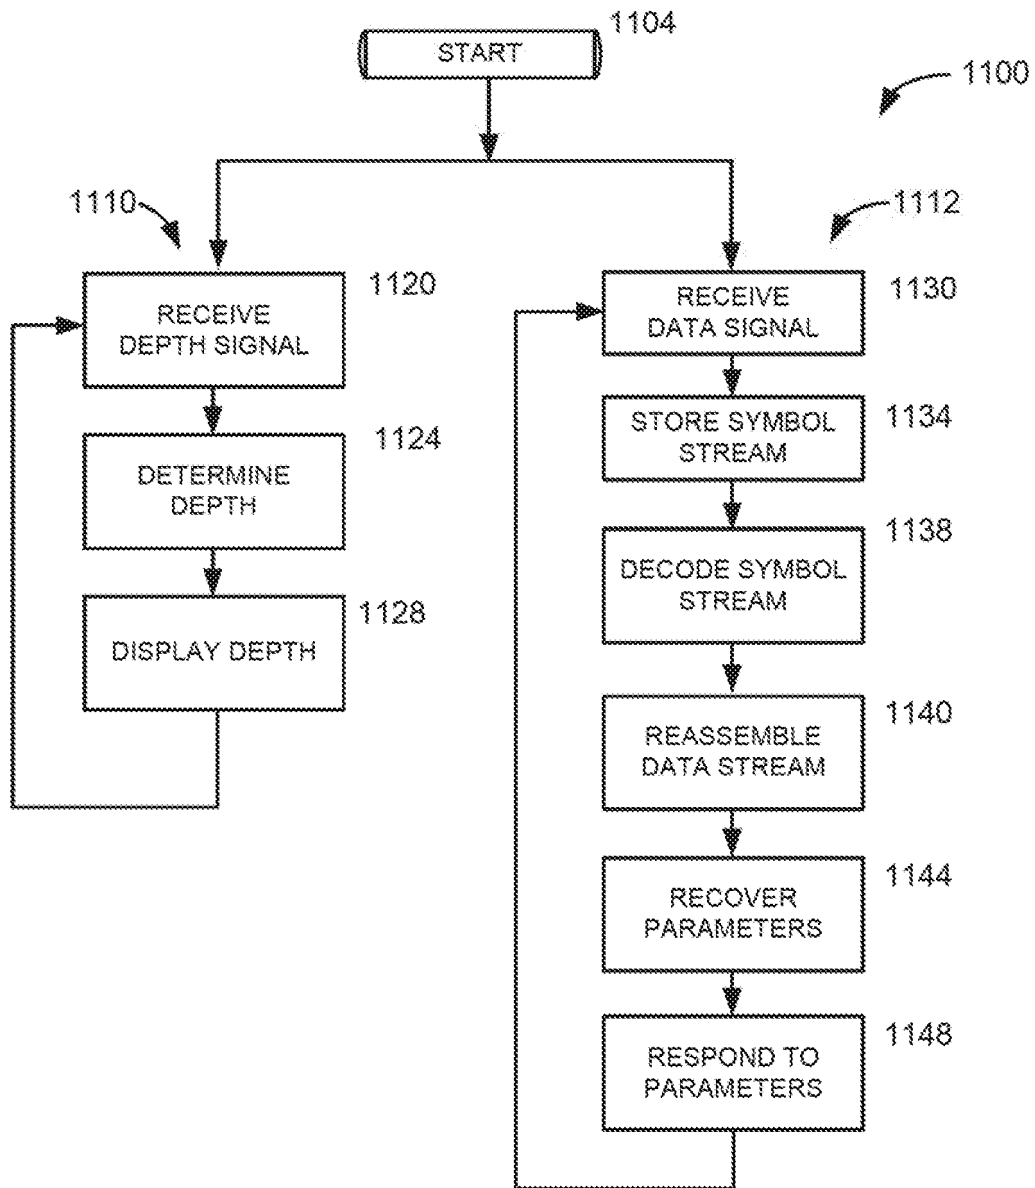 1104
START
1100
1110
1112
1120
RECEIVE
DEPTH SIGNAL
1124
DETERMINE
DEPTH
1128
DISPLAY DEPTH
1130
RECEIVE
DATA SIGNAL
1134
STORE SYMBOL
STREAM
1138
DECODE SYMBOL
STREAM
1140
REASSEMBLE
DATA STREAM
1144
RECOVER
PARAMETERS
1148
RESPOND TO
PARAMETERS